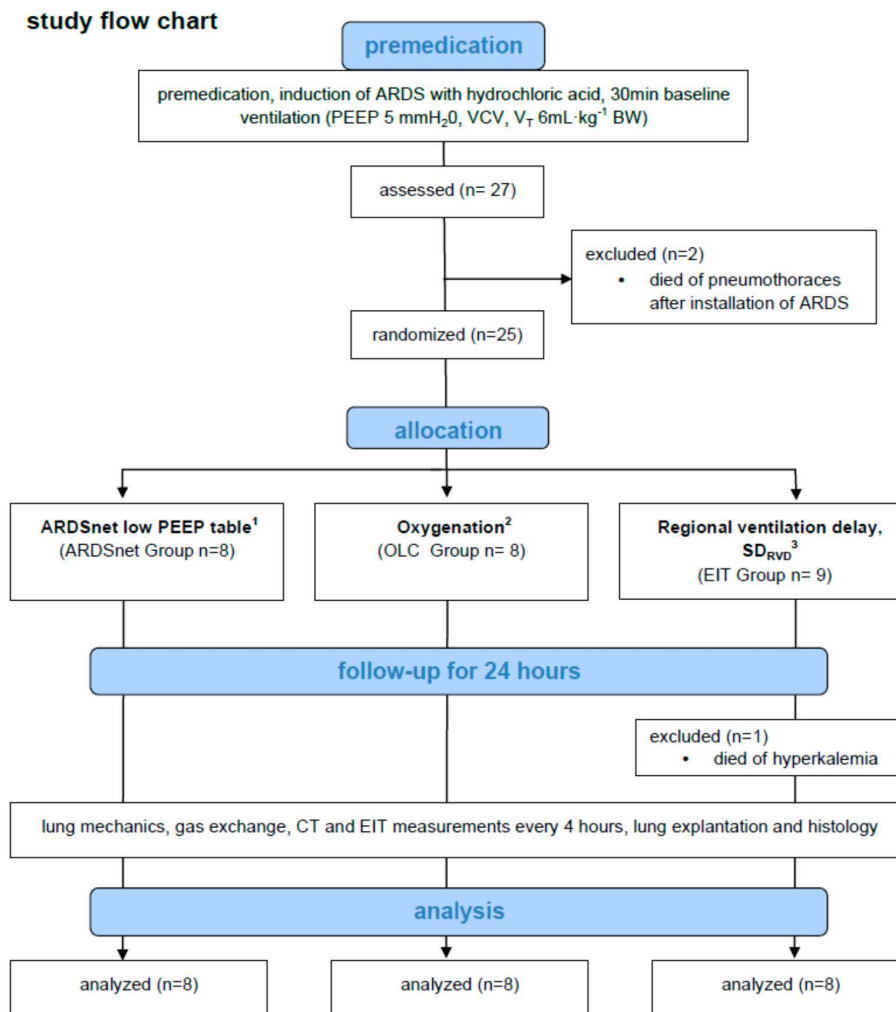 study flow chart
premedication
premedication, induction of ARDS with hydrochloric acid, 30min baseline
ventilation (PEEP 5 mmH₂0, VCV, V_T 6mL·kg⁻¹ BW)
assessed (n= 27)
excluded (n=2)
• died of pneumothoraces
after installation of ARDS
randomized (n=25)
allocation
ARDSnet low PEEP table¹
(ARDSnet Group n=8)
Oxygenation²
(OLC Group n= 8)
Regional ventilation delay,
SD_RVD³
(EIT Group n= 9)
follow-up for 24 hours
excluded (n=1)
• died of hyperkalemia
lung mechanics, gas exchange, CT and EIT measurements every 4 hours, lung explantation and histology
analysis
analyzed (n=8)
analyzed (n=8)
analyzed (n=8)